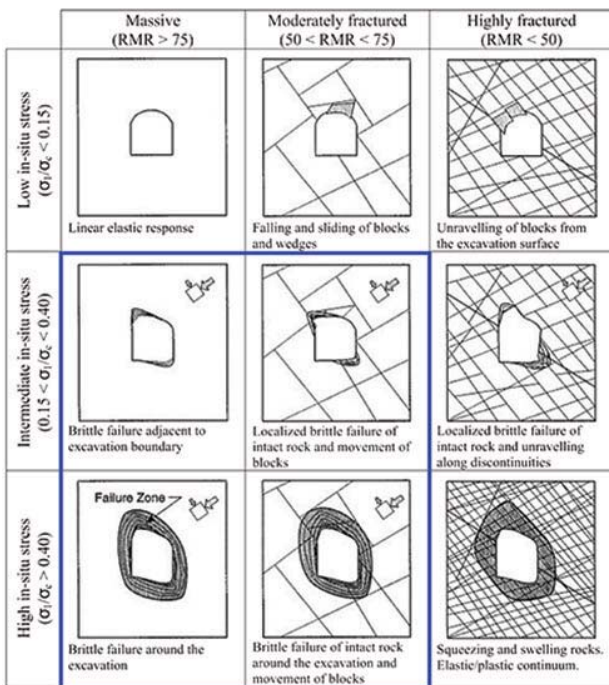 Massive
(RMR > 75)
Moderately fractured
(50 < RMR < 75)
Highly fractured
(RMR < 50)
Low in-situ stress
(σ₁/σc < 0.15)
Linear elastic response
Falling and sliding of blocks
and wedges
Unravelling of blocks from
the excavation surface
Intermediate in-situ stress
(0.15 < σ₁/σc < 0.40)
Brittle failure adjacent to
excavation boundary
Localized brittle failure of
intact rock and movement of
blocks
Localized brittle failure of
intact rock and unravelling
along discontinuities
High in-situ stress
(σ₁/σc > 0.40)
Failure Zone
Brittle failure around the
excavation
Brittle failure of intact rock
around the excavation and
movement of blocks
Squeezing and swelling rocks.
Elastic/plastic continuum.